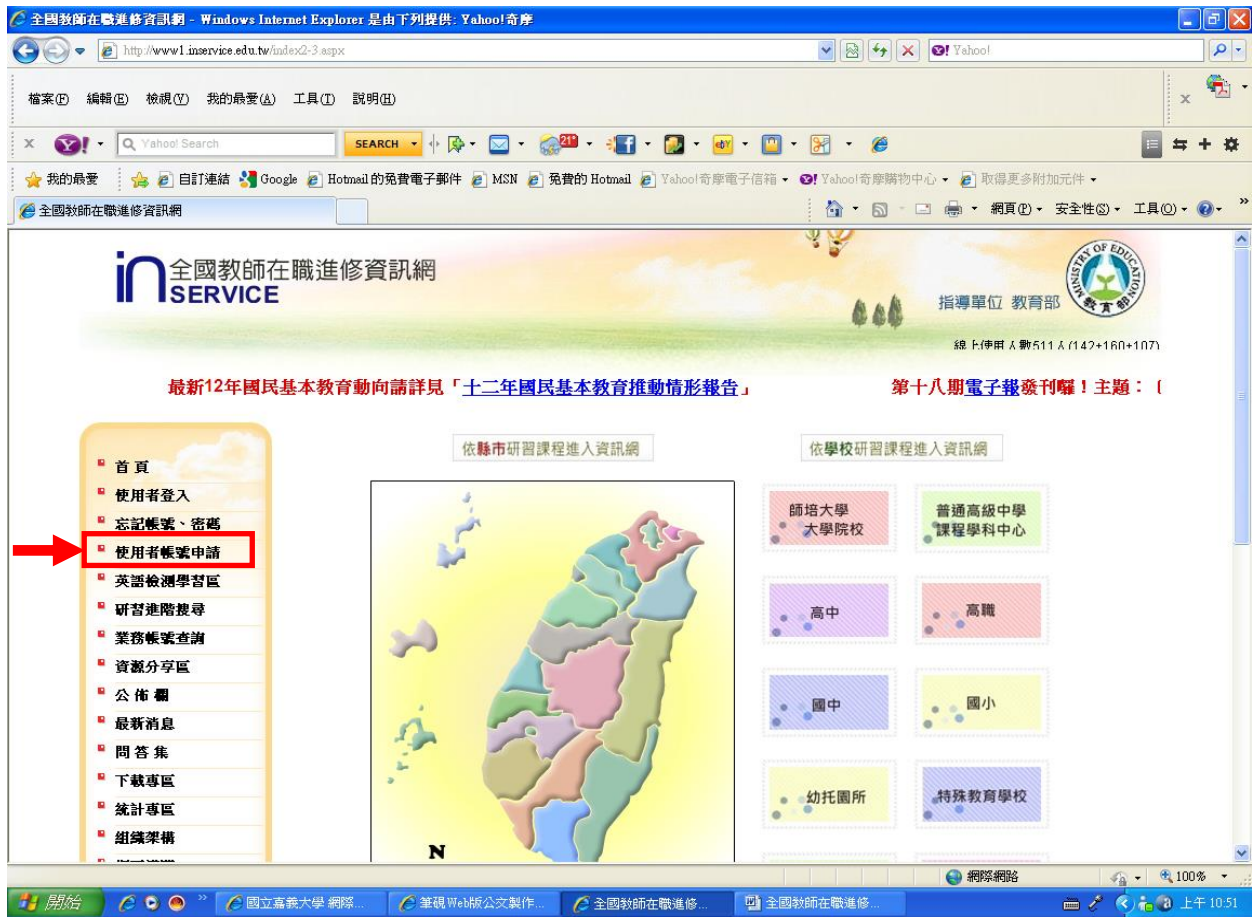 全國教師在職進修資訊網 - Windows Internet Explorer 是由下列提供: Yahoo!奇摩
http://www1.inservice.edu.tw/index2-3.aspx
Yahoo!
檔案(F) 編輯(E) 檢視(V) 我的最愛(A) 工具(T) 說明(H)
x
x Y! Yahoo! Search SEARCH 21°
我的最愛 自訂連結 Google Hotmail 的免費電子郵件 MSN 免費的 Hotmail Yahoo!奇摩電子信箱 Yahoo!奇摩購物中心 取得更多附加元件
全國教師在職進修資訊網 網頁(P) 安全性(S) 工具(O) »
in 全國教師在職進修資訊網
SERVICE
MINISTRY OF EDUCATION
教育部
指導單位 教育部
線上使用人數511人(142+160+107)
最新12年國民基本教育動向請詳見「十二年國民基本教育推動情形報告」 第十八期電子報發刊囉！主題：
依縣市研習課程進入資訊網 依學校研習課程進入資訊網
首頁
使用者登入
忘記帳號、密碼
使用者帳號申請
英語檢測學習區
研習進階搜尋
業務帳號查詢
資源分享區
公佈欄
最新消息
問答集
下載專區
統計專區
組織架構
師培大學
大學院校
普通高級中學
課程學科中心
高中 高職
國中 國小
幼托園所 特殊教育學校
N
網際網路 100%
開始 » 國立嘉義大學 網際... 筆硯Web版公文製作... 全國教師在職進修... 全國教師在職進修... 上午 10:51